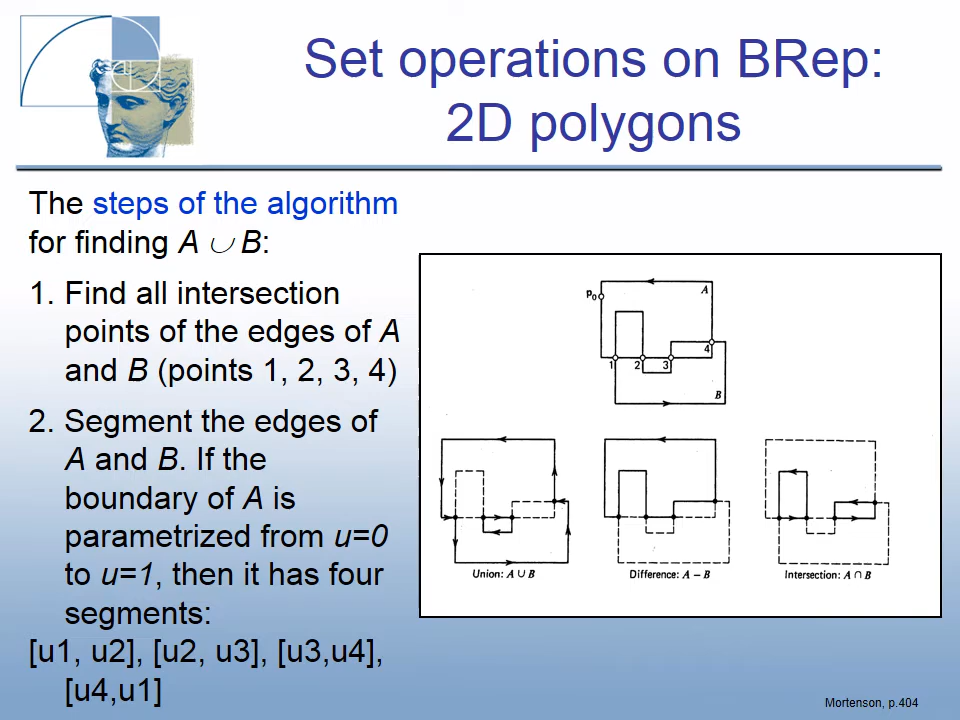 Set operations on BRep:
2D polygons
The steps of the algorithm
for finding A ∪ B:
1. Find all intersection
points of the edges of A
and B (points 1, 2, 3, 4)
2. Segment the edges of
A and B. If the
boundary of A is
parametrized from u=0
to u=1, then it has four
segments:
[u1, u2], [u2, u3], [u3,u4],
[u4,u1]
p0
A
1
2
3
4
B
Union: A ∪ B
Difference: A − B
Intersection: A ∩ B
Mortenson, p.404